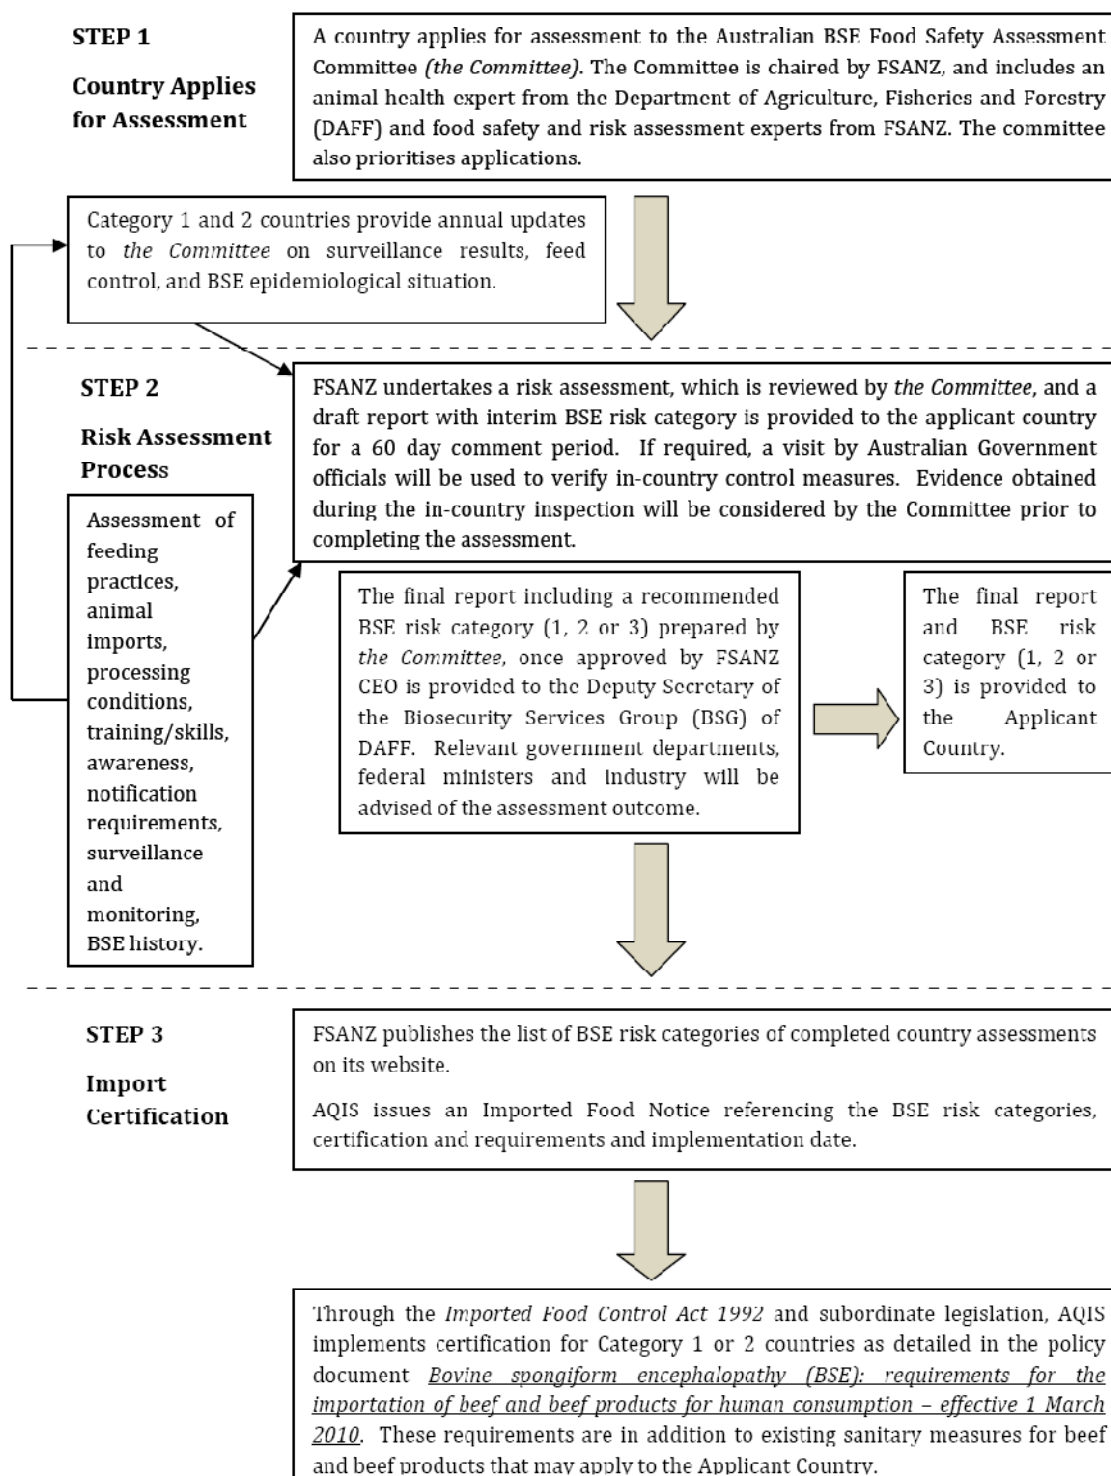 STEP 1
Country Applies
for Assessment
A country applies for assessment to the Australian BSE Food Safety Assessment
Committee (the Committee). The Committee is chaired by FSANZ, and includes an
animal health expert from the Department of Agriculture, Fisheries and Forestry
(DAFF) and food safety and risk assessment experts from FSANZ. The committee
also prioritises applications.
Category 1 and 2 countries provide annual updates
to the Committee on surveillance results, feed
control, and BSE epidemiological situation.
STEP 2
Risk Assessment
Process
FSANZ undertakes a risk assessment, which is reviewed by the Committee, and a
draft report with interim BSE risk category is provided to the applicant country
for a 60 day comment period. If required, a visit by Australian Government
officials will be used to verify in-country control measures. Evidence obtained
during the in-country inspection will be considered by the Committee prior to
completing the assessment.
Assessment of
feeding
practices,
animal
imports,
processing
conditions,
training/skills,
awareness,
notification
requirements,
surveillance
and
monitoring,
BSE history.
The final report including a recommended
BSE risk category (1, 2 or 3) prepared by
the Committee, once approved by FSANZ
CEO is provided to the Deputy Secretary of
the Biosecurity Services Group (BSG) of
DAFF. Relevant government departments,
federal ministers and industry will be
advised of the assessment outcome.
The final report
and BSE risk
category (1, 2 or
3) is provided to
the Applicant
Country.
STEP 3
Import
Certification
FSANZ publishes the list of BSE risk categories of completed country assessments
on its website.
AQIS issues an Imported Food Notice referencing the BSE risk categories,
certification and requirements and implementation date.
Through the Imported Food Control Act 1992 and subordinate legislation, AQIS
implements certification for Category 1 or 2 countries as detailed in the policy
document Bovine spongiform encephalopathy (BSE): requirements for the
importation of beef and beef products for human consumption – effective 1 March
2010. These requirements are in addition to existing sanitary measures for beef
and beef products that may apply to the Applicant Country.